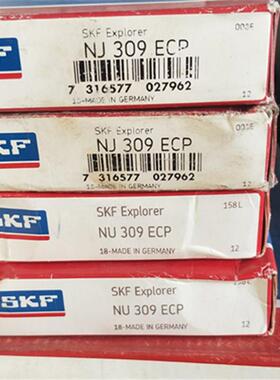 SKF Explorer
NJ 309 ECP
7 316577 027962
18-MADE IN GERMANY
12
SKF
SKF Explorer
NJ 309 ECP
7 316577 027962
18-MADE IN GERMANY
12
SKF
SKF Explorer
158L
NU 309 ECP
18-MADE IN GERMANY
12
SKF
SKF Explorer
NU 309 ECP
18-MADE IN GERMANY
12